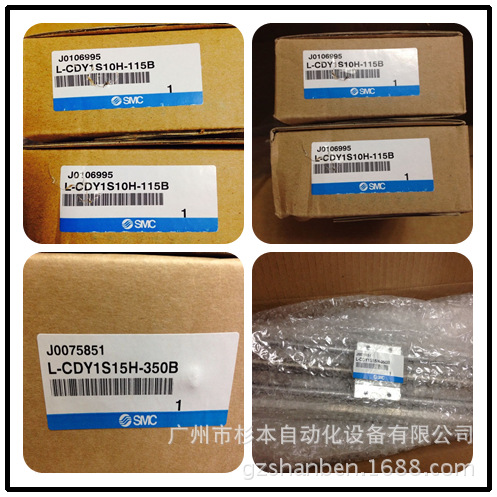 J0106995
L-CDY1S10H-115B
SMC
1
J0106995
L-CDY1S10H-115B
SMC
1
J0106995
L-CDY1S10H-115B
SMC
1
J0106995
L-CDY1S10H-115B
SMC
1
J0075851
L-CDY1S15H-350B
SMC
1
L-CDY1S15H-350B
广州市杉本自动化设备有限公司
gzshanben.1688.com